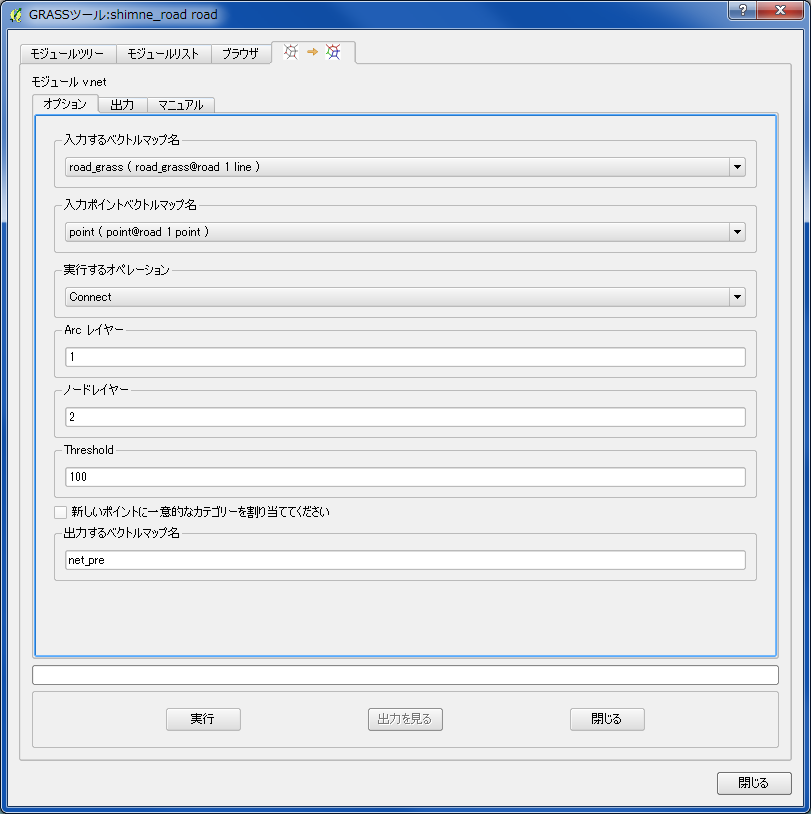 GRASSツール:shimne_road road
モジュールツリー モジュールリスト ブラウザ
モジュール v.net
オプション 出力 マニュアル
入力するベクトルマップ名
road_grass ( road_grass@road 1 line )
入力ポイントベクトルマップ名
point ( point@road 1 point )
実行するオペレーション
Connect
Arc レイヤー
1
ノードレイヤー
2
Threshold
100
新しいポイントに一意的なカテゴリーを割り当ててください
出力するベクトルマップ名
net_pre
実行 出力を見る 閉じる
閉じる